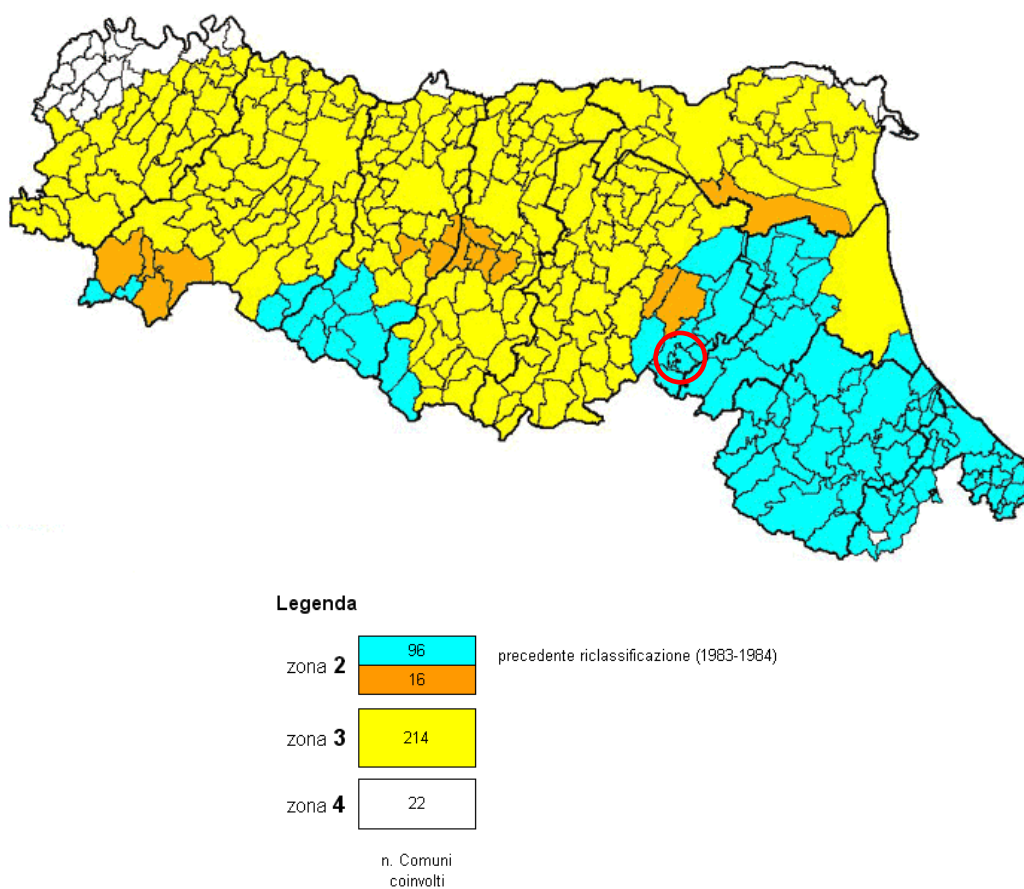 Legenda
zona 2
96
precedente riclassificazione (1983-1984)
16
zona 3
214
zona 4
22
n. Comuni
coinvolti